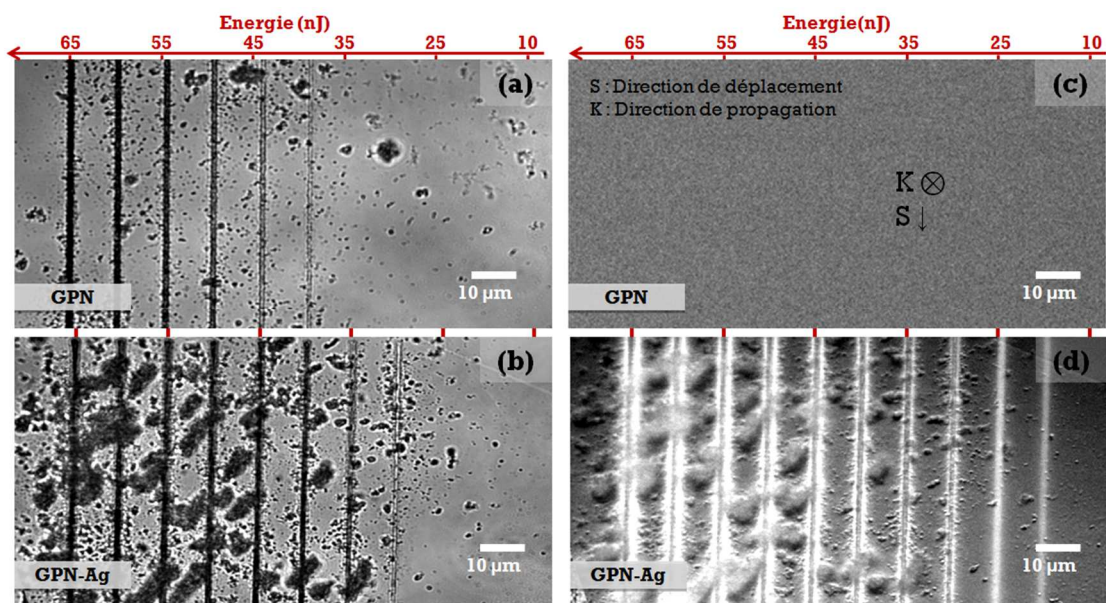 Energie (nJ)
65 55 45 35 25 10
(a)
GPN
10 µm
(b)
GPN-Ag
10 µm
Energie(nJ)
65 55 45 35 25 10
(c)
S : Direction de déplacement
K : Direction de propagation
K ⊗
S ↓
GPN
10 µm
(d)
GPN-Ag
10 µm